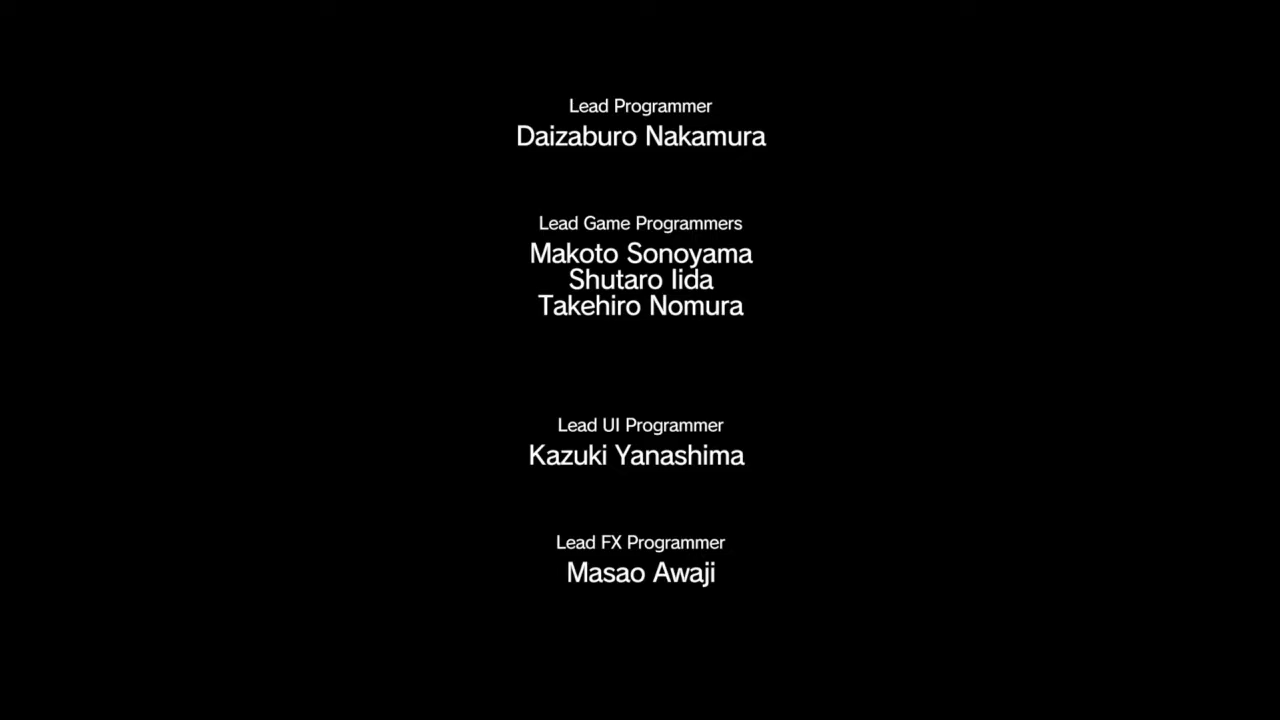 Lead Programmer
Daizaburo Nakamura
Lead Game Programmers
Makoto Sonoyama
Shutaro Iida
Takehiro Nomura
Lead UI Programmer
Kazuki Yanashima
Lead FX Programmer
Masao Awaji